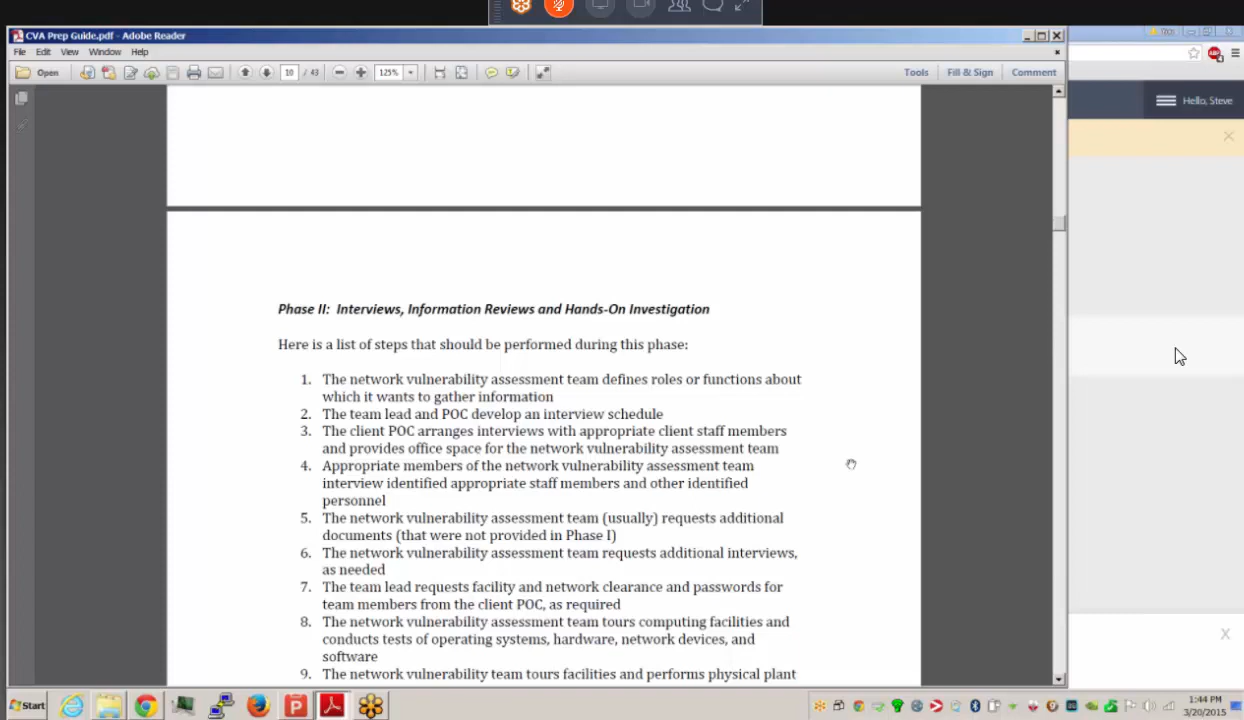 CVA Prep Guide.pdf - Adobe Reader
File Edit View Window Help
Open 10 / 43 125% Tools Fill & Sign Comment
Hello, Steve
Phase II: Interviews, Information Reviews and Hands-On Investigation
Here is a list of steps that should be performed during this phase:
1. The network vulnerability assessment team defines roles or functions about
which it wants to gather information
2. The team lead and POC develop an interview schedule
3. The client POC arranges interviews with appropriate client staff members
and provides office space for the network vulnerability assessment team
4. Appropriate members of the network vulnerability assessment team
interview identified appropriate staff members and other identified
personnel
5. The network vulnerability assessment team (usually) requests additional
documents (that were not provided in Phase I)
6. The network vulnerability assessment team requests additional interviews,
as needed
7. The team lead requests facility and network clearance and passwords for
team members from the client POC, as required
8. The network vulnerability assessment team tours computing facilities and
conducts tests of operating systems, hardware, network devices, and
software
9. The network vulnerability team tours facilities and performs physical plant
Start
1:44 PM
3/20/2015